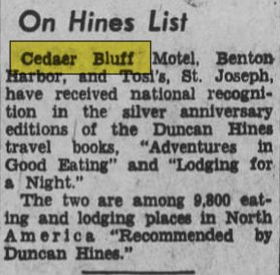 On Hines List
Cedaer Bluff Motel, Benton
Harbor, and Tosi's, St. Joseph,
have received national recogni-
tion in the silver anniversary
editions of the Duncan Hines
travel books, "Adventures in
Good Eating" and "Lodging for
a Night."
The two are among 9,800 eat-
ing and lodging places in North
America "Recommended by
Duncan Hines."